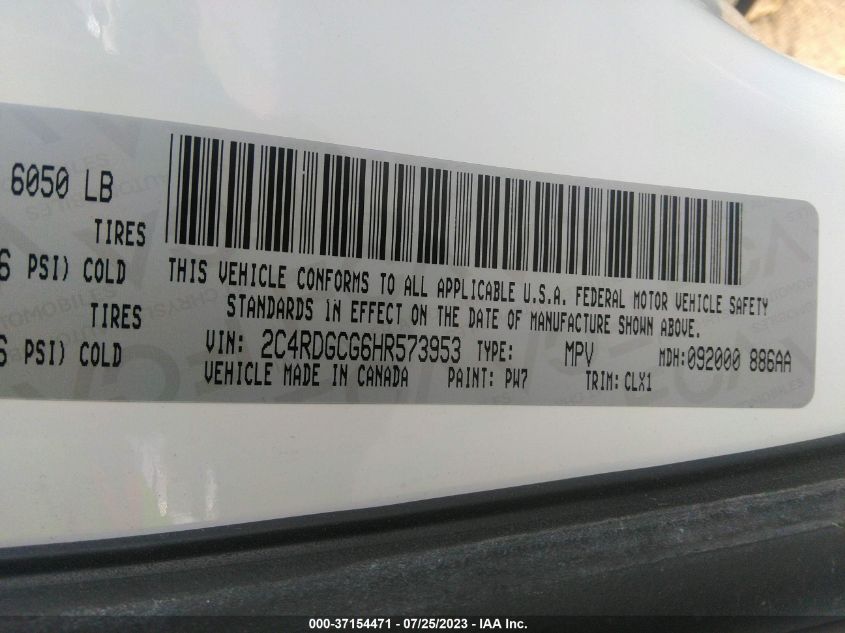 6050 LB
TIRES
6 PSI) COLD
TIRES
6 PSI) COLD
THIS VEHICLE CONFORMS TO ALL APPLICABLE U.S.A. FEDERAL MOTOR VEHICLE SAFETY
STANDARDS IN EFFECT ON THE DATE OF MANUFACTURE SHOWN ABOVE.
VIN: 2C4RDGCG6HR573953 TYPE: MPV MDH:092000 886AA
VEHICLE MADE IN CANADA PAINT: PW7 TRIM: CLX1
000-37154471 / 07/25/2023 - IAA Inc.